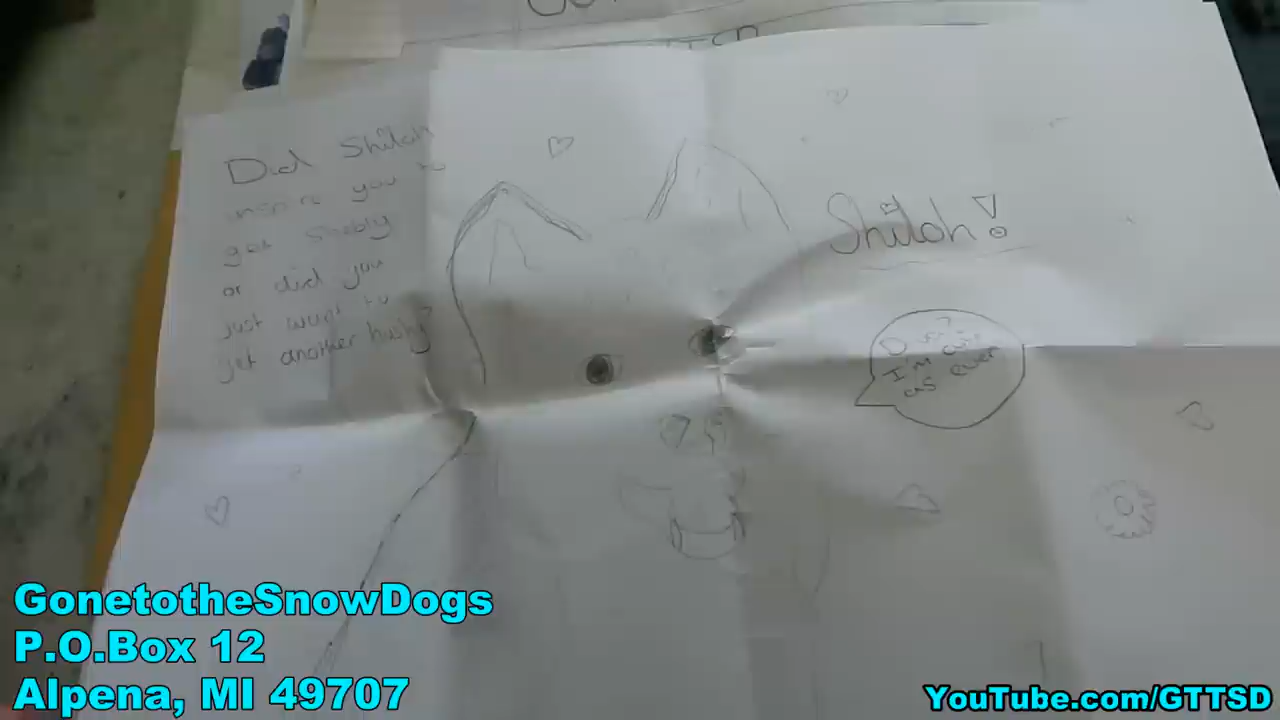 Did Shiloh
inspire you to
get Shelby
or did you
just want to
get another husky?
Shiloh!
I'm cute
as ever
GonetotheSnowDogs
P.O.Box 12
Alpena, MI 49707
YouTube.com/GTTSD